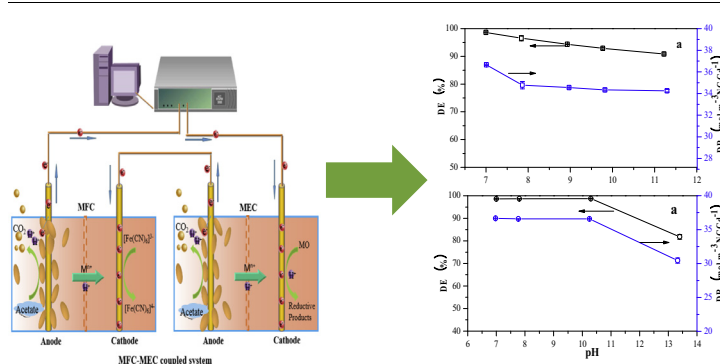 MFC
MEC
CO₂
[Fe(CN)₆]³⁻
CO₂
MO
Mⁿ⁺
Mⁿ⁺
Acetate
[Fe(CN)₆]⁴⁻
Acetate
Reductive
Products
Anode
Cathode
Anode
Cathode
MFC-MEC coupled system
a
DE (%)
100
90
80
70
60
50
40
38
36
34
32
30
28
6
7
8
9
10
11
12
a
DE (%)
100
90
80
70
60
50
40
40
35
30
25
20
6
7
8
9
10
11
12
13
14
pH